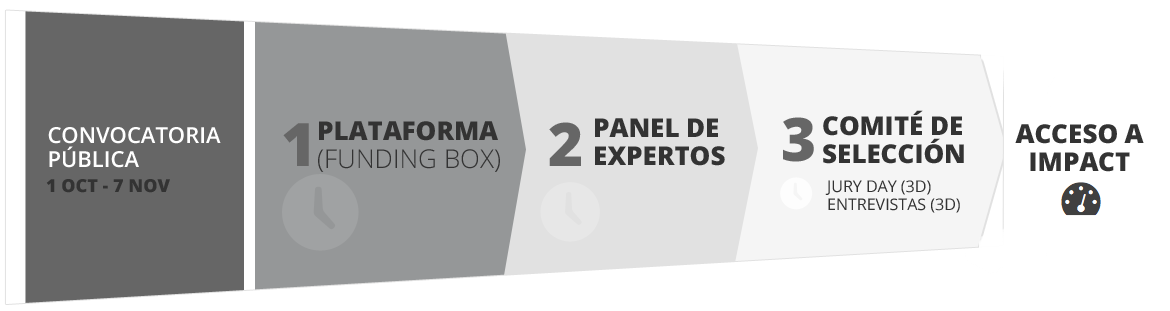 CONVOCATORIA
PÚBLICA
1 OCT - 7 NOV
1 PLATAFORMA
(FUNDING BOX)
2 PANEL DE
EXPERTOS
3 COMITÉ DE
SELECCIÓN
JURY DAY (3D)
ENTREVISTAS (3D)
ACCESO A
IMPACT